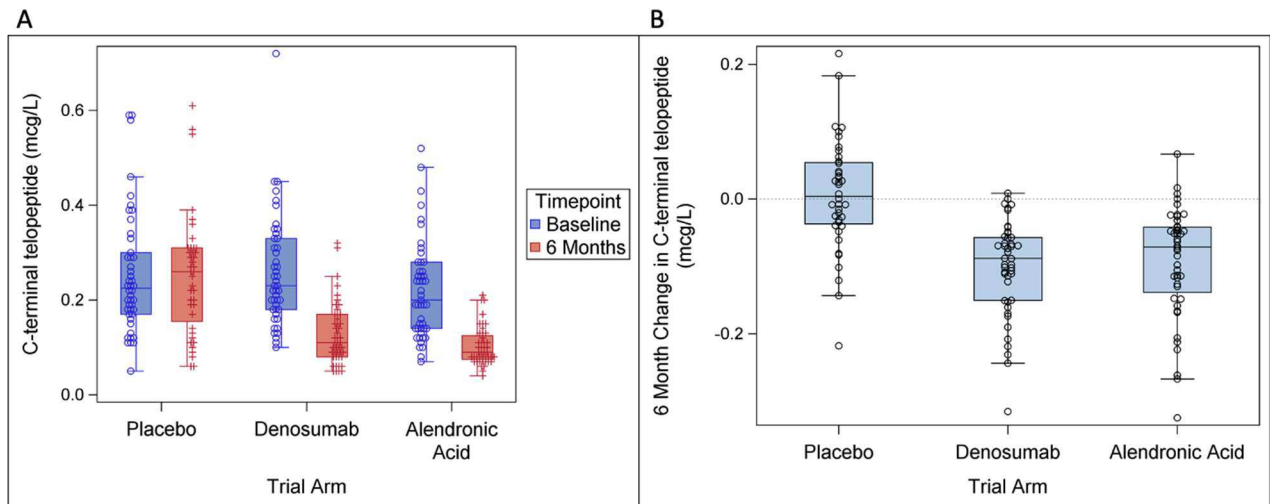 A
C-terminal telopeptide (mcg/L)
0.6
0.4
0.2
0.0
Placebo
Denosumab
Alendronic
Acid
Trial Arm
Timepoint
Baseline
6 Months
B
6 Month Change in C-terminal telopeptide
(mcg/L)
0.2
0.0
-0.2
Placebo
Denosumab
Alendronic Acid
Trial Arm